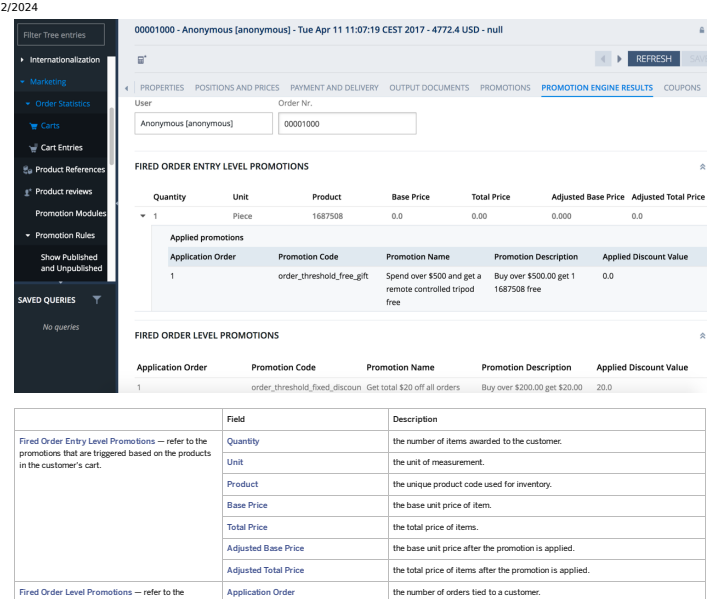 2/2024
Filter Tree entries
Internationalization
Marketing
Order Statistics
Carts
Cart Entries
Product References
Product reviews
Promotion Modules
Promotion Rules
Show Published
and Unpublished
SAVED QUERIES
No queries
00001000 - Anonymous [anonymous] - Tue Apr 11 11:07:19 CEST 2017 - 4772.4 USD - null
REFRESH SAV
PROPERTIES POSITIONS AND PRICES PAYMENT AND DELIVERY OUTPUT DOCUMENTS PROMOTIONS PROMOTION ENGINE RESULTS COUPONS
User Order Nr.
Anonymous [anonymous] 00001000
FIRED ORDER ENTRY LEVEL PROMOTIONS
Quantity Unit Product Base Price Total Price Adjusted Base Price Adjusted Total Price
1 Piece 1687508 0.0 0.00 0.000 0.0
Applied promotions
Application Order Promotion Code Promotion Name Promotion Description Applied Discount Value
1 order_threshold_free_gift Spend over $500 and get a Buy over $500.00 get 1 0.0
remote controlled tripod 1687508 free
free
FIRED ORDER LEVEL PROMOTIONS
Application Order Promotion Code Promotion Name Promotion Description Applied Discount Value
1 order_threshold_fixed_discoun Get total $20 off all orders Buy over $200.00 get $20.00 20.0
Field Description
Fired Order Entry Level Promotions — refer to the Quantity the number of items awarded to the customer.
promotions that are triggered based on the products
in the customer's cart.
Unit the unit of measurement.
Product the unique product code used for inventory.
Base Price the base unit price of item.
Total Price the total price of items.
Adjusted Base Price the base unit price after the promotion is applied.
Adjusted Total Price the total price of items after the promotion is applied.
Fired Order Level Promotions — refer to the Application Order the number of orders tied to a customer.